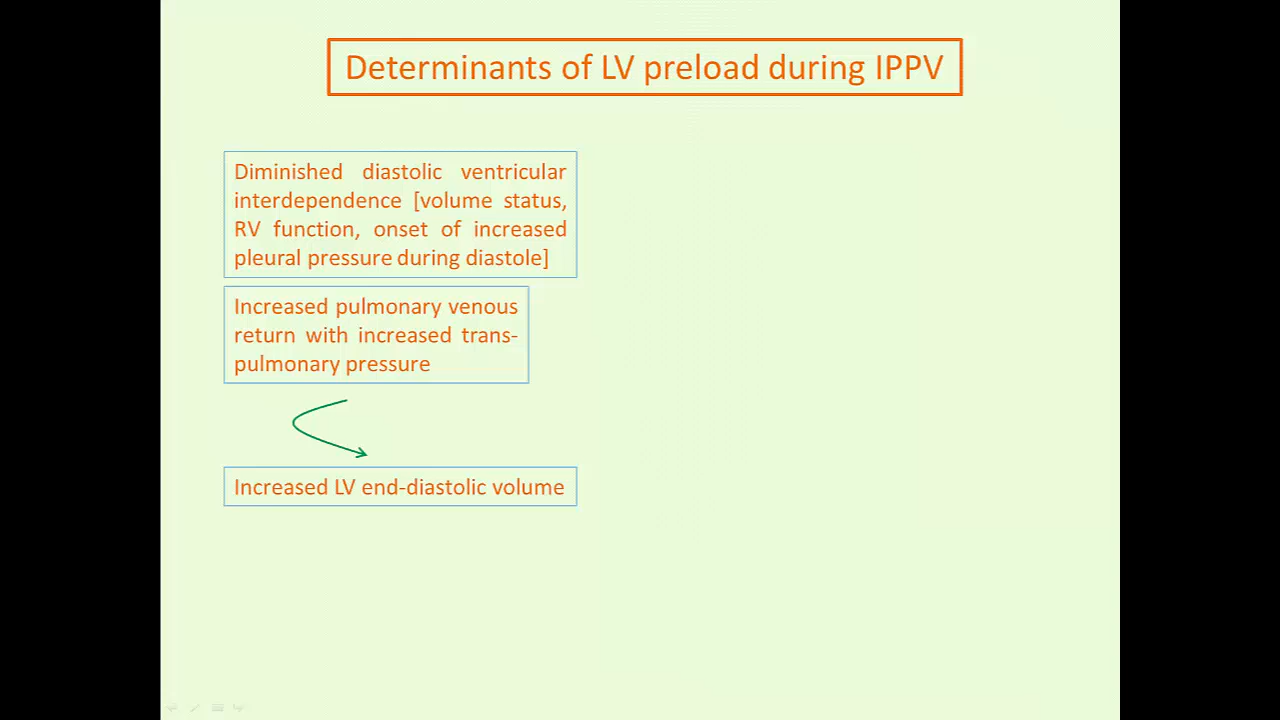 Determinants of LV preload during IPPV
Diminished diastolic ventricular
interdependence [volume status,
RV function, onset of increased
pleural pressure during diastole]
Increased pulmonary venous
return with increased trans-
pulmonary pressure
Increased LV end-diastolic volume